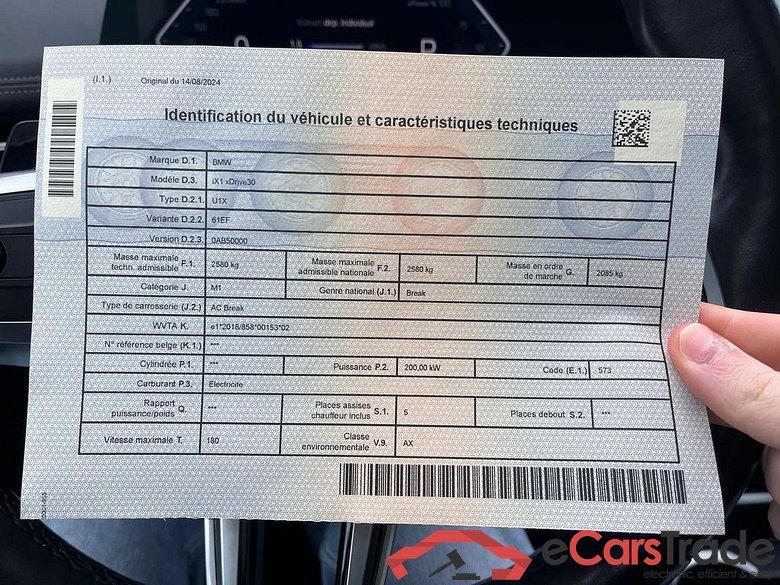 (I.1.) Original du 14/08/2024
Identification du véhicule et caractéristiques techniques
Marque D.1. BMW
Modèle D.3. iX1 xDrive30
Type D.2.1. U1X
Variante D.2.2. 61EF
Version D.2.3. 0AB50000
Masse maximale techn. admissible F.1. 2580 kg Masse maximale admissible nationale F.2. 2580 kg Masse en ordre de marche G. 2085 kg
Catégorie J. M1 Genre national (J.1.) Break
Type de carrosserie (J.2.) AC Break
WVTA K. e1*2018/858*00153*02
N° référence belge (K.1.) ---
Cylindrée P.1. --- Puissance P.2. 200,00 kW Code (E.1.) 573
Carburant P.3. Electricite
Rapport puissance/poids Q. --- Places assises chauffeur inclus S.1. 5 Places debout S.2. ---
Vitesse maximale T. 180 Classe environnementale V.9. AX
eCarsTrade
electronic, efficient &